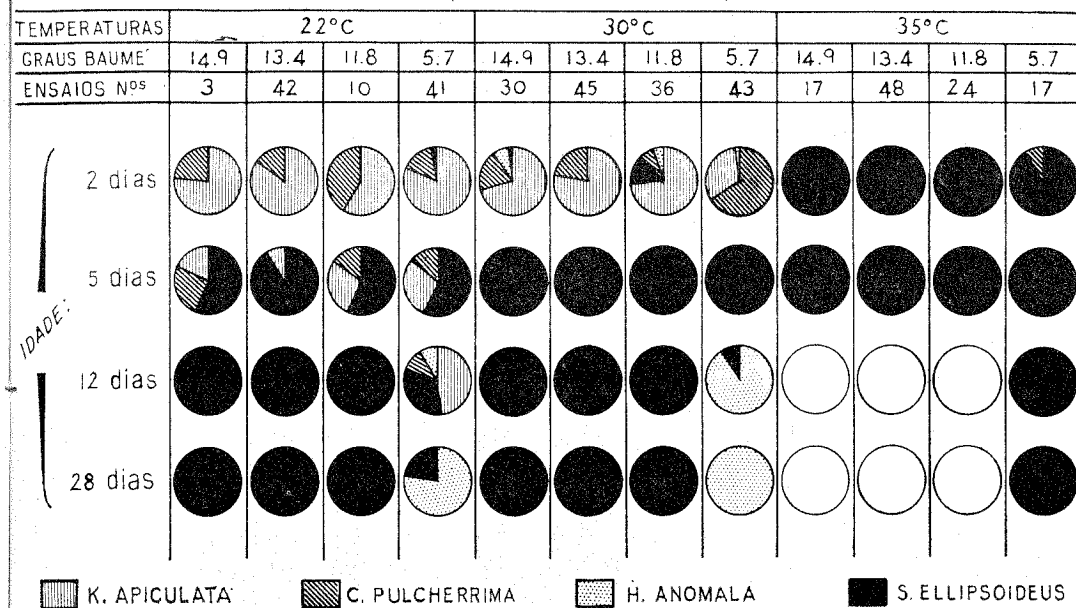 TEMPERATURAS 22°C 30°C 35°C
GRAUS BAUMÉ 14.9 13.4 11.8 5.7 14.9 13.4 11.8 5.7 14.9 13.4 11.8 5.7
ENSAIOS Nos 3 42 10 41 30 45 36 43 17 48 24 17
2 dias
5 dias
IDADE:
12 dias
28 dias
K. APICULATA C. PULCHERRIMA H. ANOMALA S. ELLIPSOIDEUS